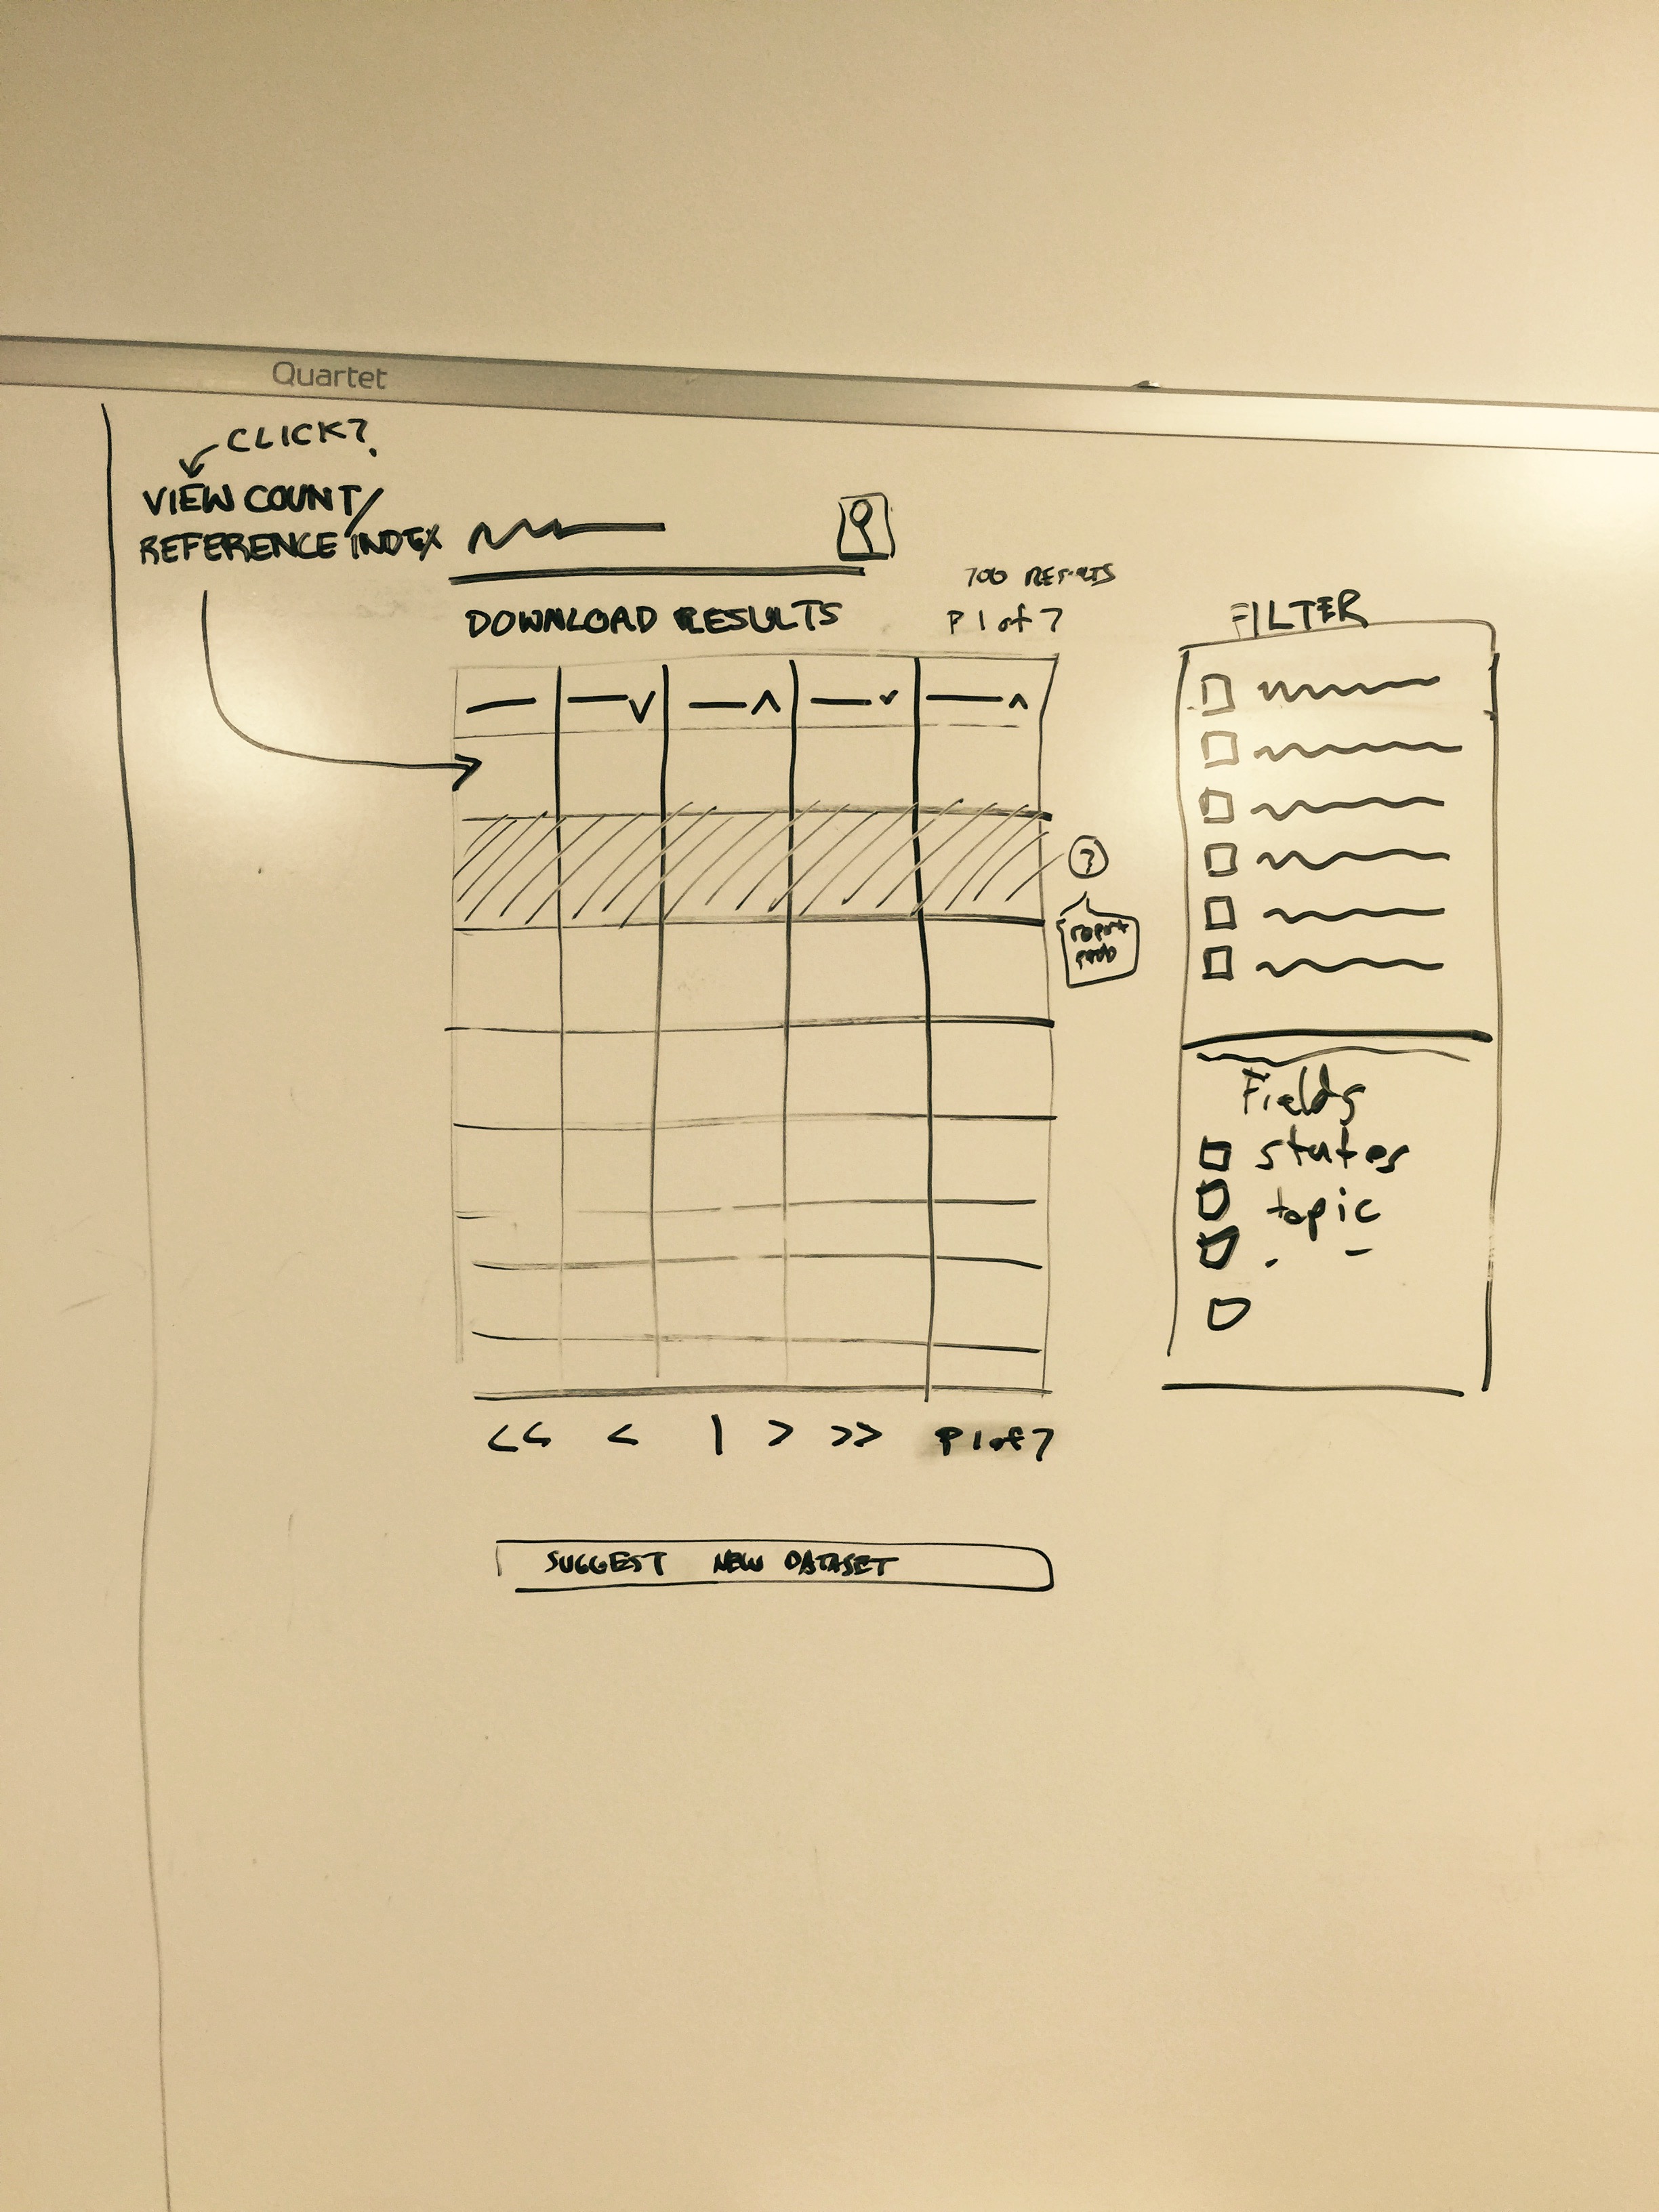 Quartet
CLICK?
VIEW COUNT/
REFERENCE INDEX
700 RESULTS
DOWNLOAD RESULTS
P 1 of 7
FILTER
?
report
prob
Fields
states
topic
<< < 1 > >> P 1 of 7
SUGGEST NEW DATASET